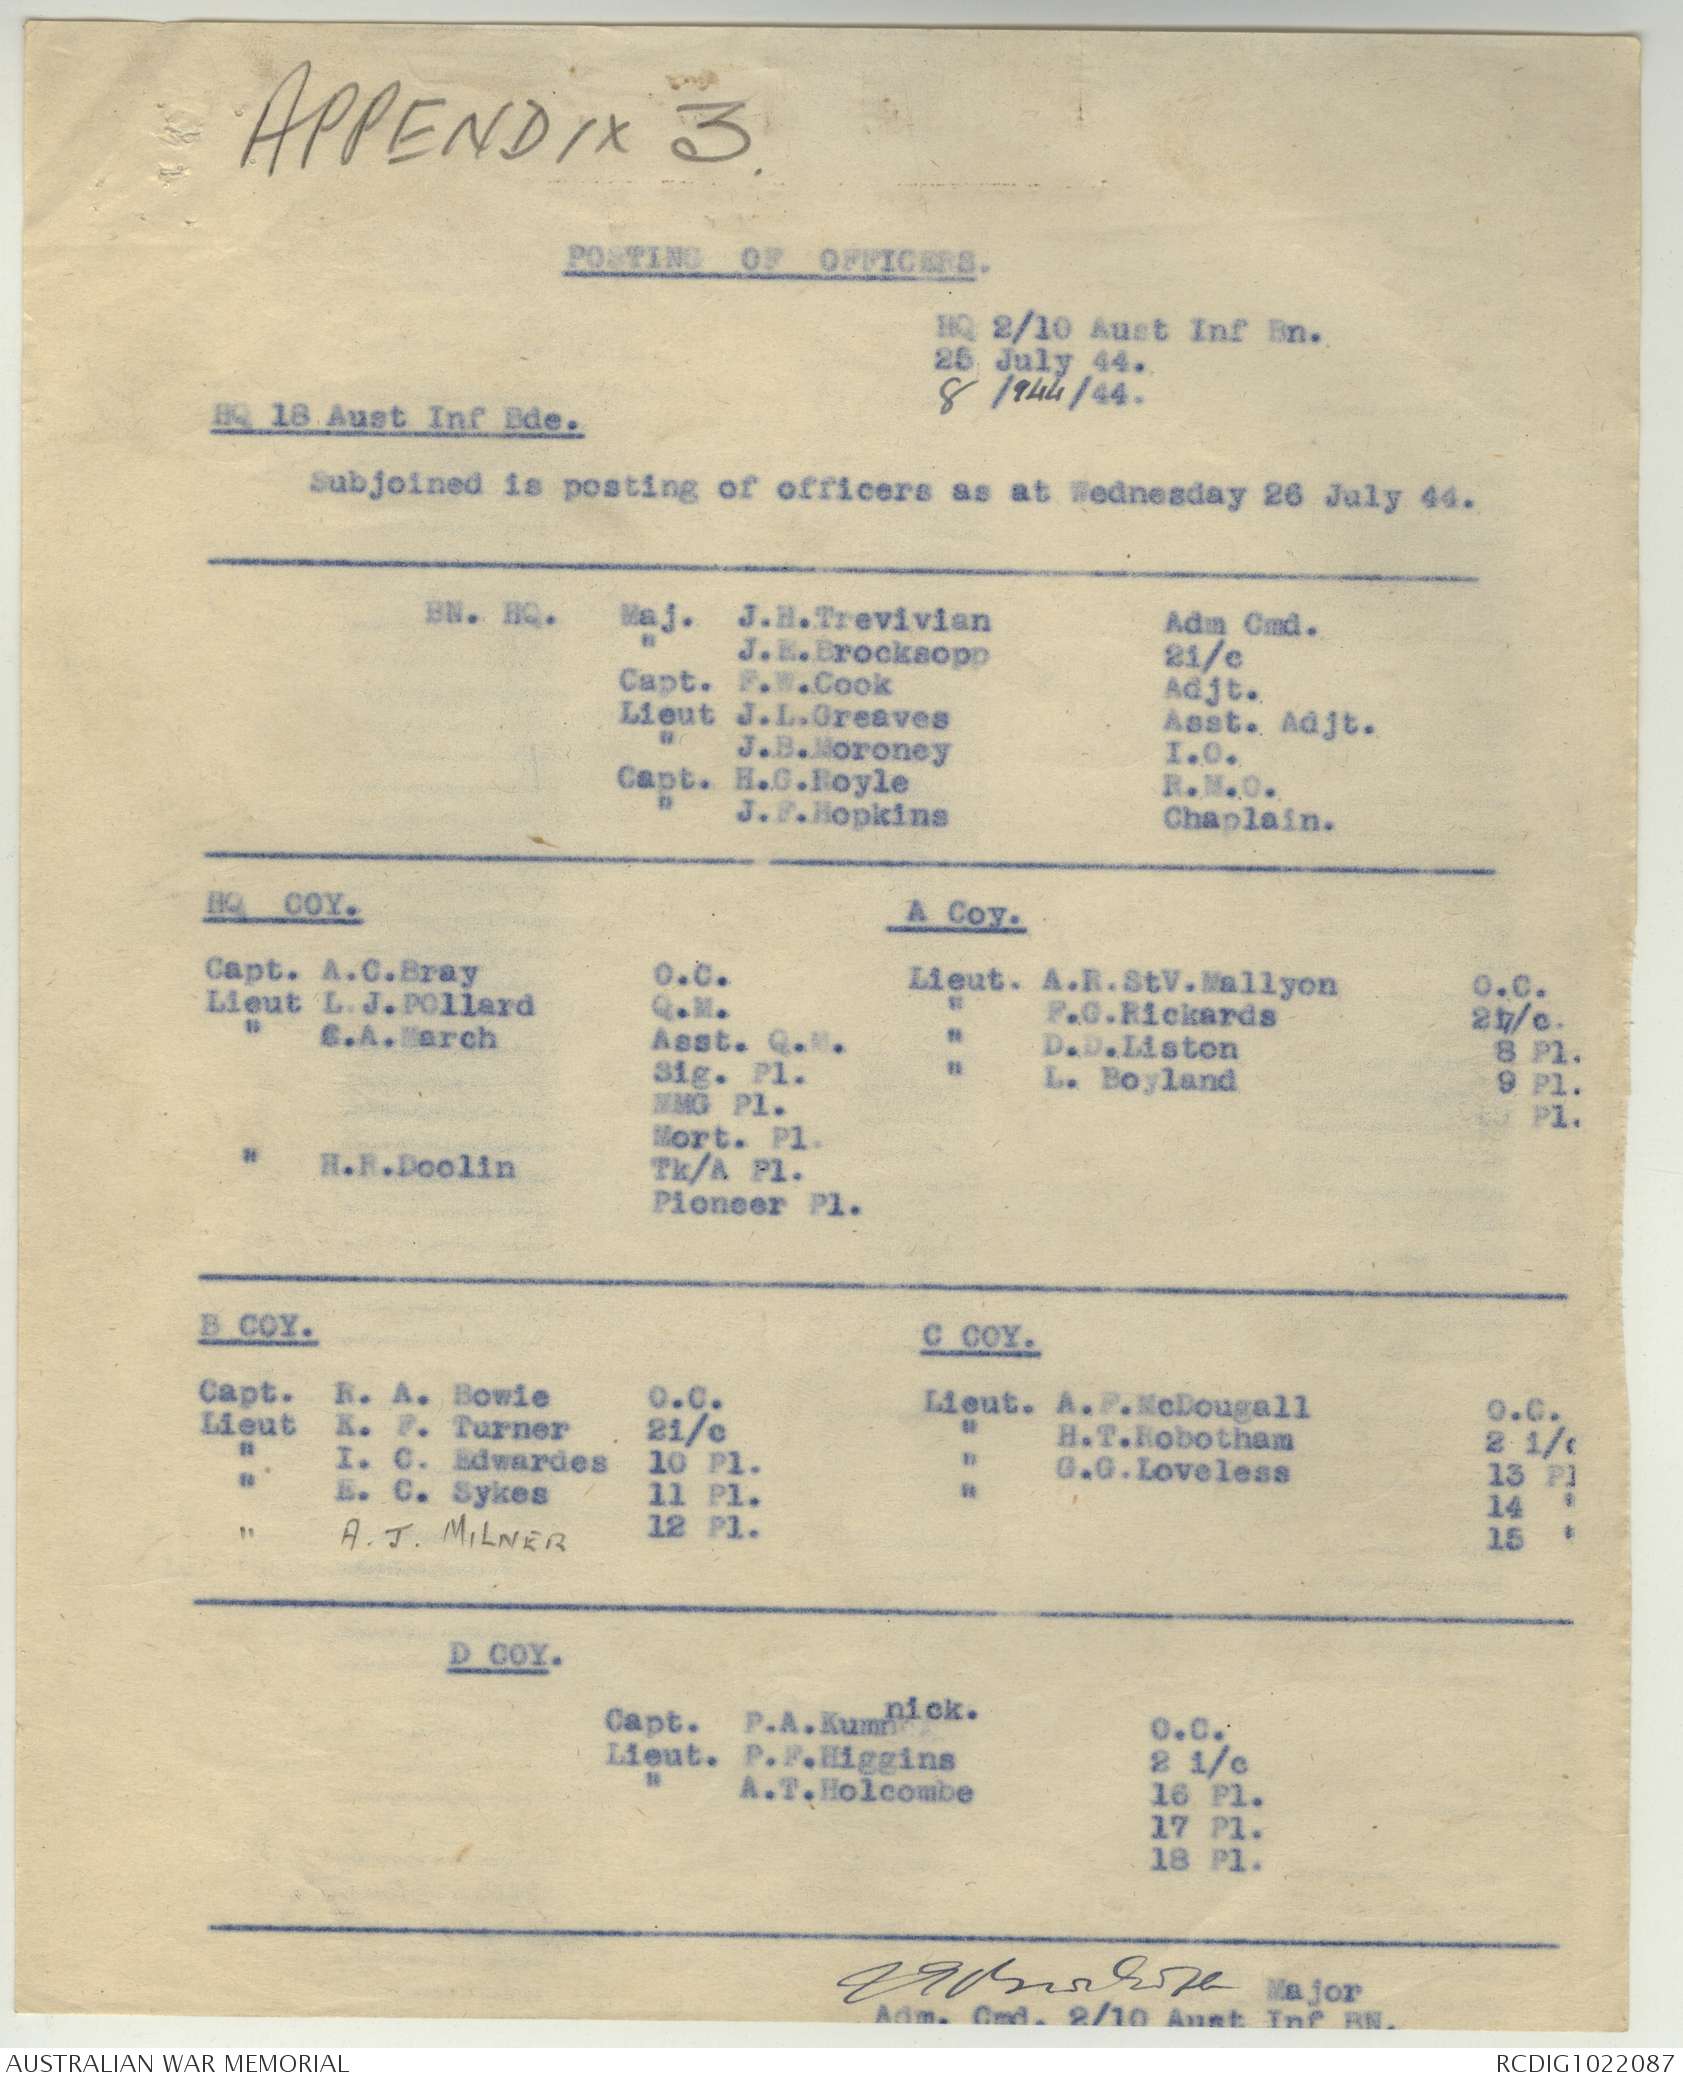 APPENDIX 3.
POSTING OF OFFICERS.
HQ 2/10 Aust Inf Bn.
26 July 44.
8 /944/44.
HQ 18 Aust Inf Bde.
Subjoined is posting of officers as at Wednesday 26 July 44.
BN. HQ. Maj. J.H.Trevivian Adm Cmd.
" J.E.Brocksopp 2i/c
Capt. F.W.Cook Adjt.
Lieut J.L.Greaves Asst. Adjt.
" J.B.Moroney I.O.
Capt. H.G.Royle R.M.O.
" J.F.Hopkins Chaplain.
HQ COY.
Capt. A.C.Bray O.C.
Lieut L.J.POllard Q.M.
" .A.March Asst. Q.M.
Sig. Pl.
MMG Pl.
Mort. Pl.
" H.R.Doolin Tk/A Pl.
Pioneer Pl.
A Coy.
Lieut. A.R.StV.Mallyon O.C.
" F.G.Rickards 2i/c.
" D.D.Liston 8 Pl.
" L. Boyland 9 Pl.
Pl.
B COY.
Capt. R. A. Bowie O.C.
Lieut K. F. Turner 2i/c
" I. C. Edwardes 10 Pl.
" E. C. Sykes 11 Pl.
" A. J. MILNER 12 Pl.
C COY.
Lieut. A.F.McDougall O.C.
" H.T.Robotham 2 i/c
" G.G.Loveless 13 Pl
" 14 "
15 "
D COY.
Capt. P.A.Kumnick. O.C.
Lieut. P.F.Higgins 2 i/c
" A.T.Holcombe 16 Pl.
17 Pl.
18 Pl.
Major
Adm. Cmd. 2/10 Aust Inf BN.
AUSTRALIAN WAR MEMORIAL
RCDIG1022087